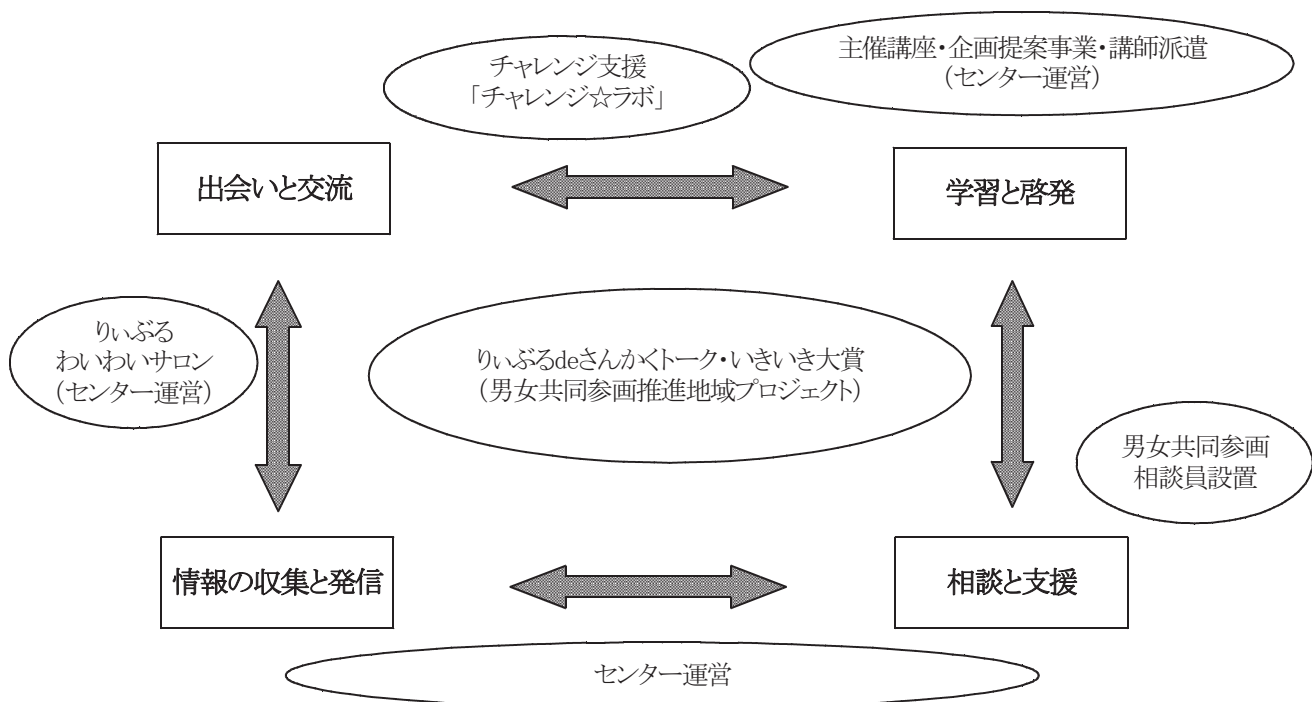 チャレンジ支援
「チャレンジ☆ラボ」
主催講座・企画提案事業・講師派遣
(センター運営)
出会いと交流
学習と啓発
りぃぶる
わいわいサロン
(センター運営)
りぃぶるdeさんかくトーク・いきいき大賞
(男女共同参画推進地域プロジェクト)
男女共同参画
相談員設置
情報の収集と発信
相談と支援
センター運営